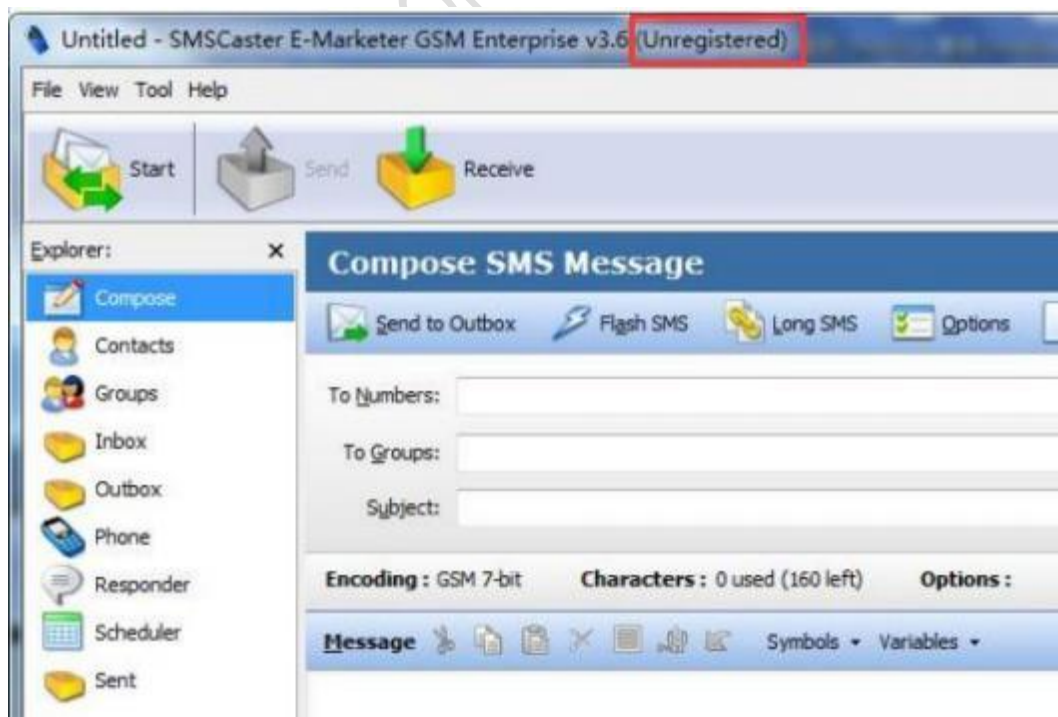 Untitled - SMSCaster E-Marketer GSM Enterprise v3.6 (Unregistered)
File View Tool Help
Start Send Receive
Explorer: x
Compose
Contacts
Groups
Inbox
Outbox
Phone
Responder
Scheduler
Sent
Compose SMS Message
Send to Outbox Flash SMS Long SMS Options
To Numbers:
To Groups:
Subject:
Encoding : GSM 7-bit Characters : 0 used (160 left) Options :
Message Symbols Variables